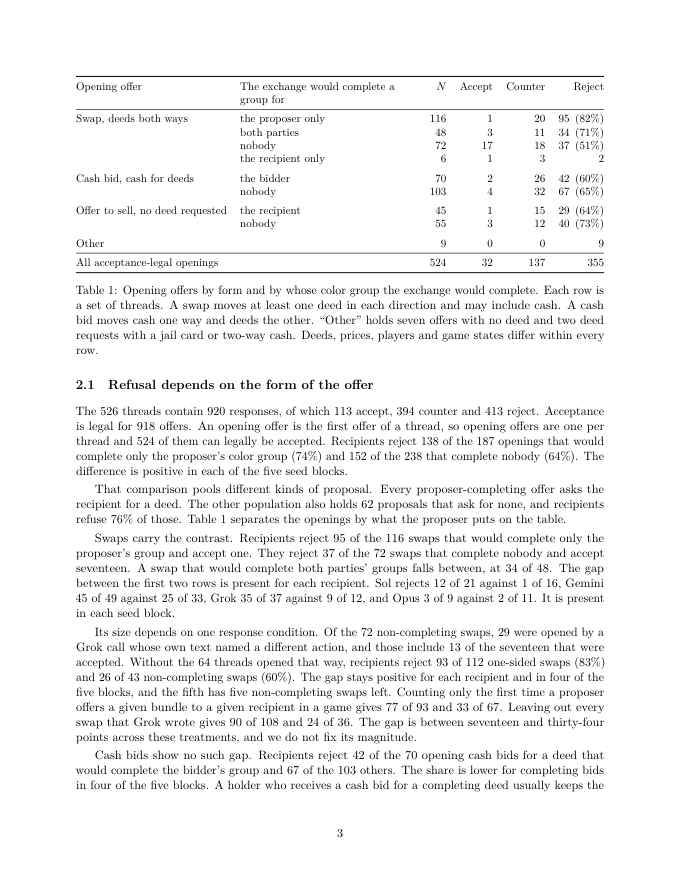 Opening offer The exchange would complete a group for N Accept Counter Reject
Swap, deeds both ways the proposer only 116 1 20 95 (82%)
both parties 48 3 11 34 (71%)
nobody 72 17 18 37 (51%)
the recipient only 6 1 3 2
Cash bid, cash for deeds the bidder 70 2 26 42 (60%)
nobody 103 4 32 67 (65%)
Offer to sell, no deed requested the recipient 45 1 15 29 (64%)
nobody 55 3 12 40 (73%)
Other 9 0 0 9
All acceptance-legal openings 524 32 137 355
Table 1: Opening offers by form and by whose color group the exchange would complete. Each row is
a set of threads. A swap moves at least one deed in each direction and may include cash. A cash
bid moves cash one way and deeds the other. “Other” holds seven offers with no deed and two deed
requests with a jail card or two-way cash. Deeds, prices, players and game states differ within every
row.
2.1 Refusal depends on the form of the offer
The 526 threads contain 920 responses, of which 113 accept, 394 counter and 413 reject. Acceptance
is legal for 918 offers. An opening offer is the first offer of a thread, so opening offers are one per
thread and 524 of them can legally be accepted. Recipients reject 138 of the 187 openings that would
complete only the proposer’s color group (74%) and 152 of the 238 that complete nobody (64%). The
difference is positive in each of the five seed blocks.
That comparison pools different kinds of proposal. Every proposer-completing offer asks the
recipient for a deed. The other population also holds 62 proposals that ask for none, and recipients
refuse 76% of those. Table 1 separates the openings by what the proposer puts on the table.
Swaps carry the contrast. Recipients reject 95 of the 116 swaps that would complete only the
proposer’s group and accept one. They reject 37 of the 72 swaps that complete nobody and accept
seventeen. A swap that would complete both parties’ groups falls between, at 34 of 48. The gap
between the first two rows is present for each recipient. Sol rejects 12 of 21 against 1 of 16, Gemini
45 of 49 against 25 of 33, Grok 35 of 37 against 9 of 12, and Opus 3 of 9 against 2 of 11. It is present
in each seed block.
Its size depends on one response condition. Of the 72 non-completing swaps, 29 were opened by a
Grok call whose own text named a different action, and those include 13 of the seventeen that were
accepted. Without the 64 threads opened that way, recipients reject 93 of 112 one-sided swaps (83%)
and 26 of 43 non-completing swaps (60%). The gap stays positive for each recipient and in four of the
five blocks, and the fifth has five non-completing swaps left. Counting only the first time a proposer
offers a given bundle to a given recipient in a game gives 77 of 93 and 33 of 67. Leaving out every
swap that Grok wrote gives 90 of 108 and 24 of 36. The gap is between seventeen and thirty-four
points across these treatments, and we do not fix its magnitude.
Cash bids show no such gap. Recipients reject 42 of the 70 opening cash bids for a deed that
would complete the bidder’s group and 67 of the 103 others. The share is lower for completing bids
in four of the five blocks. A holder who receives a cash bid for a completing deed usually keeps the
3